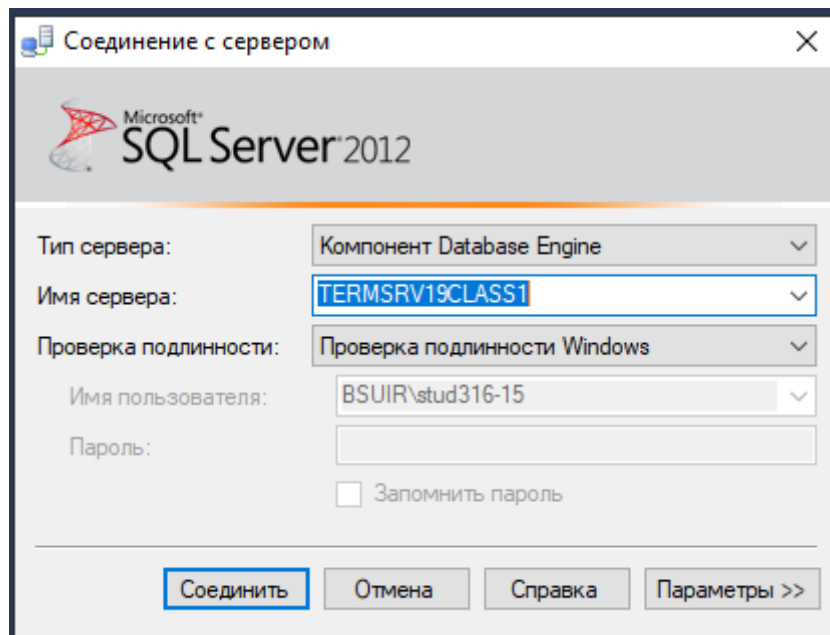 Соединение с сервером
Microsoft®
SQL Server® 2012
Тип сервера: Компонент Database Engine
Имя сервера: TERMSRV19CLASS1
Проверка подлинности: Проверка подлинности Windows
Имя пользователя: BSUIR\stud316-15
Пароль:
Запомнить пароль
Соединить Отмена Справка Параметры >>